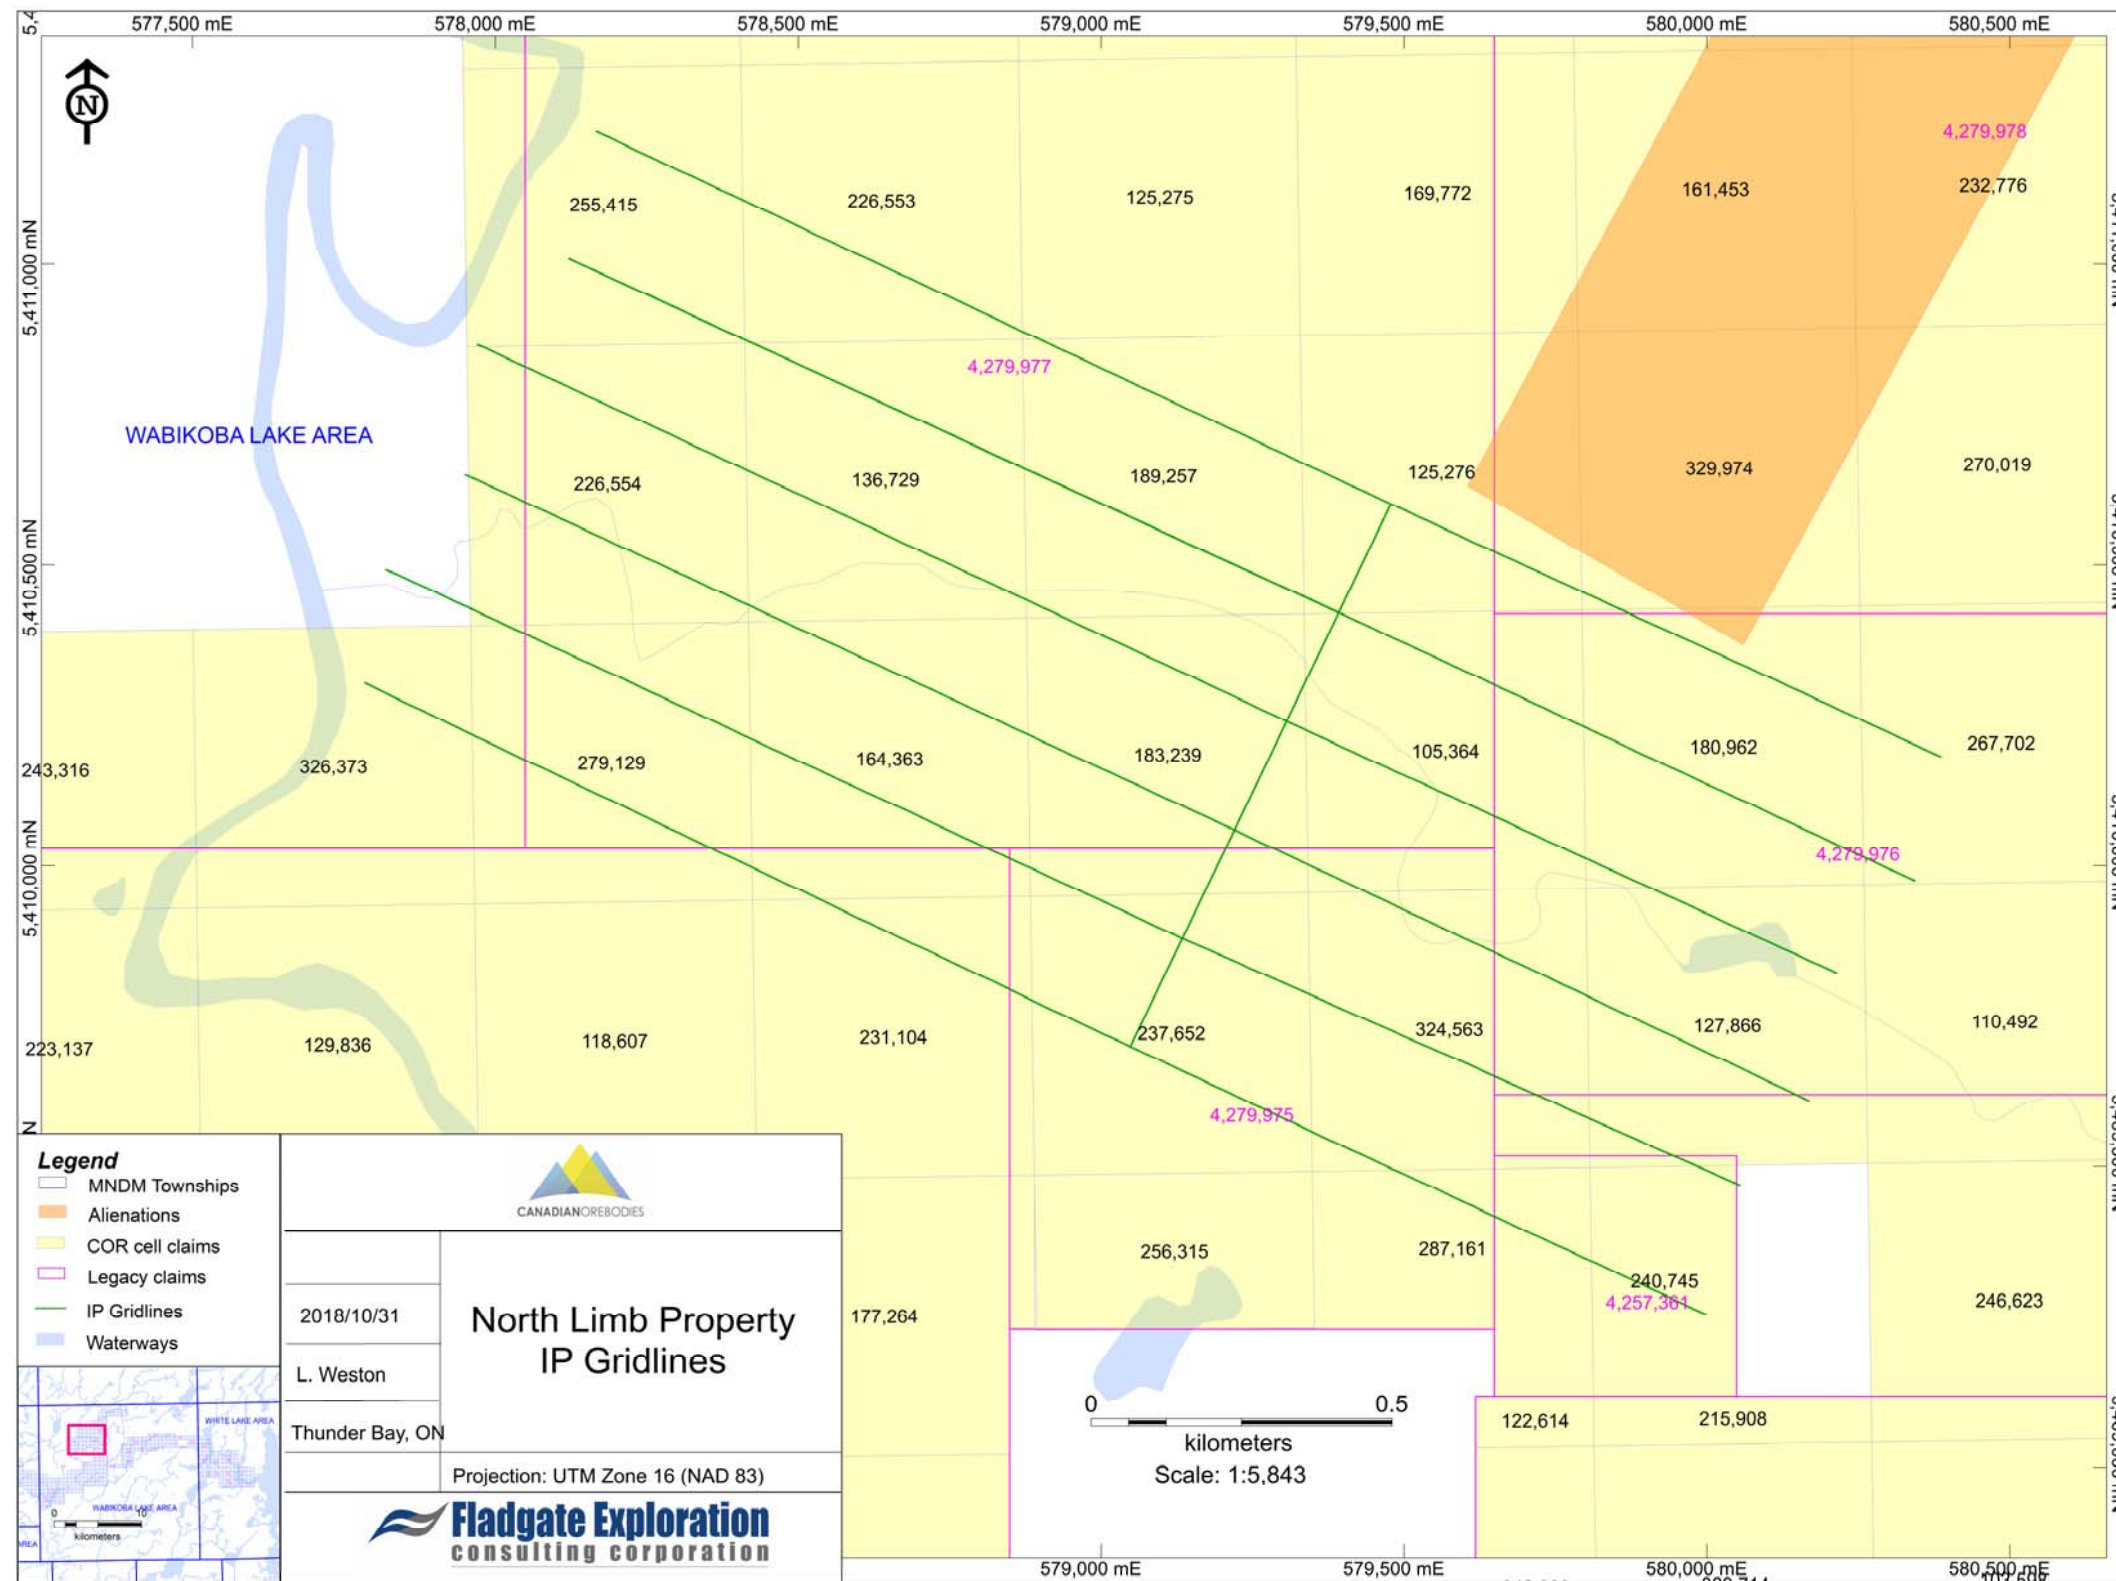 577,500 mE 578,000 mE 578,500 mE 579,000 mE 579,500 mE 580,000 mE 580,500 mE
N
4,279,978
255,415 226,553 125,275 169,772 161,453 232,776
5,411,000 mN
4,279,977
WABIKOBA LAKE AREA
226,554 136,729 189,257 125,276 329,974 270,019
5,410,500 mN
243,316 326,373 279,129 164,363 183,239 105,364 180,962 267,702
4,279,976
5,410,000 mN
223,137 129,836 118,607 231,104 237,652 324,563 127,866 110,492
4,279,975
256,315 287,161 240,745 246,623
4,257,361
177,264
122,614 215,908
Legend
MNDM Townships
Alienations
COR cell claims
Legacy claims
IP Gridlines
Waterways
CANADIANOREBODIES
North Limb Property
IP Gridlines
2018/10/31
L. Weston
Thunder Bay, ON
Projection: UTM Zone 16 (NAD 83)
Fladgate Exploration
consulting corporation
0 0.5
kilometers
Scale: 1:5,843
WHITE LAKE AREA
WABIKOBA LAKE AREA
0 10
kilometers
579,000 mE 579,500 mE 580,000 mE 580,500 mE